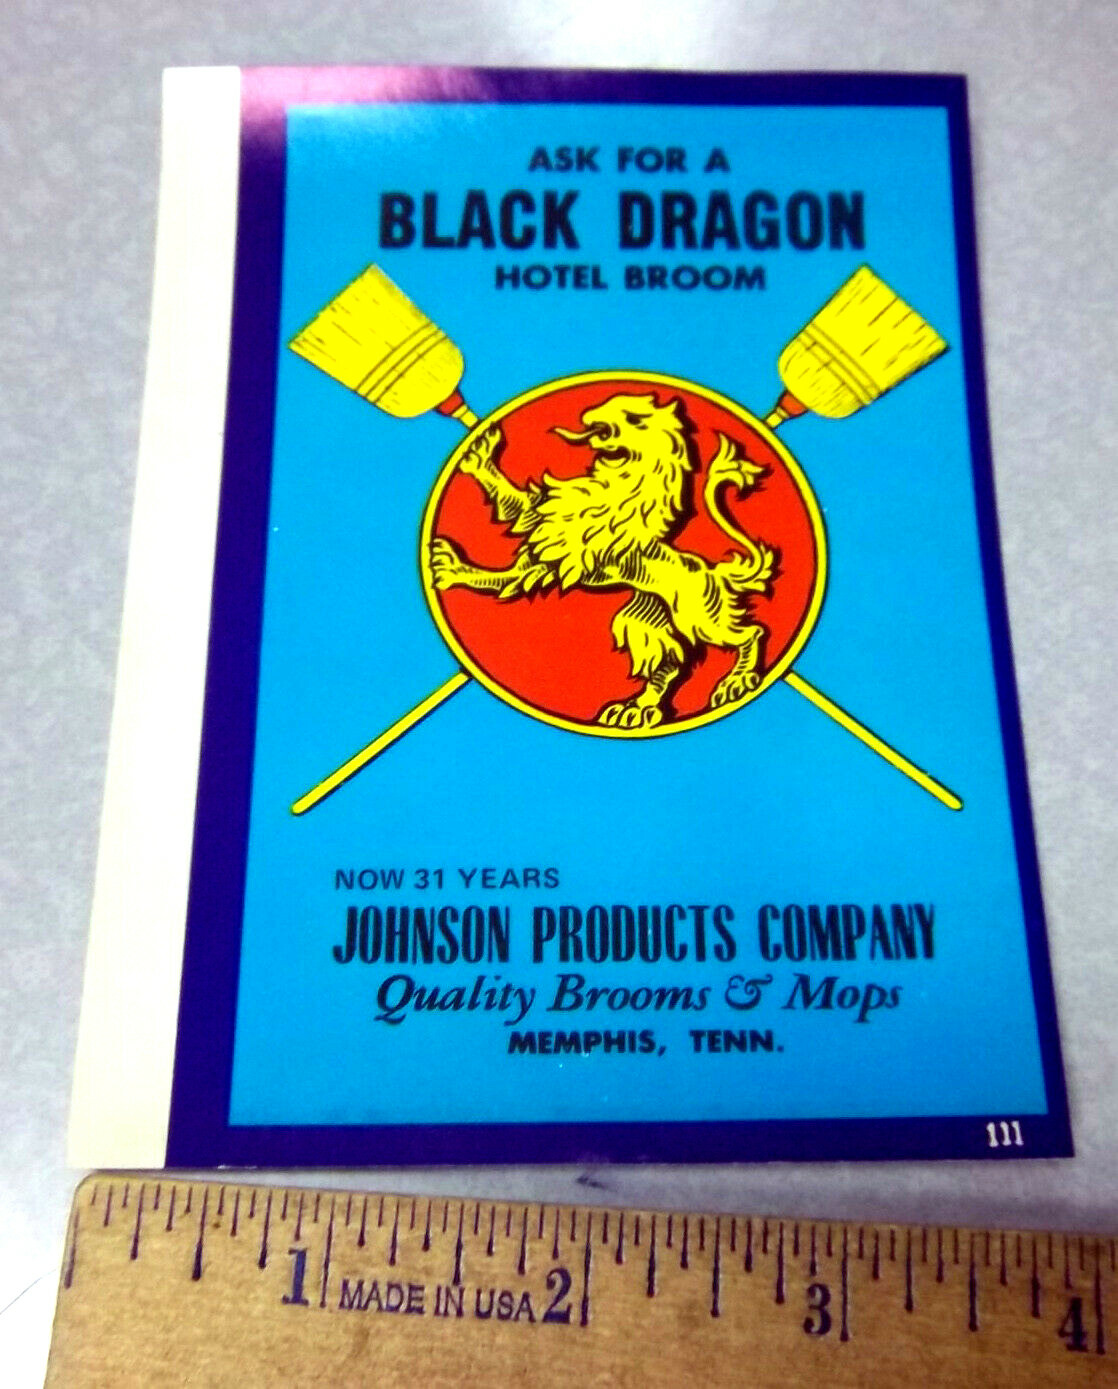 ASK FOR A
BLACK DRAGON
HOTEL BROOM
NOW 31 YEARS
JOHNSON PRODUCTS COMPANY
Quality Brooms & Mops
MEMPHIS, TENN.
111
1 MADE IN USA 2 3 4